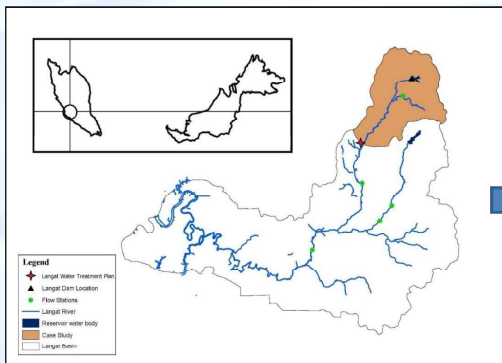 Legend
Langat Water Treatment Plan
Langat Dam Location
Flow Stations
Langat River
Reservoir water body
Case Study
Langat Basin